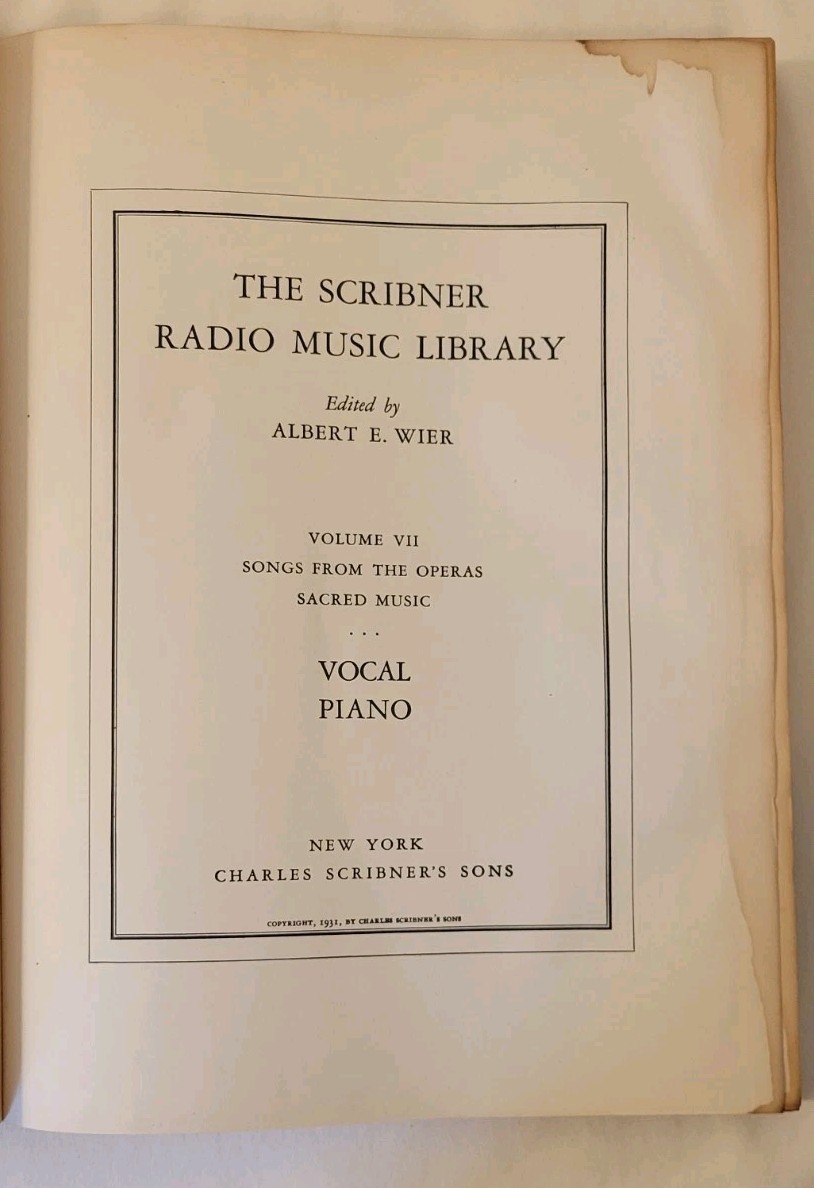 THE SCRIBNER
RADIO MUSIC LIBRARY
Edited by
ALBERT E. WIER
VOLUME VII
SONGS FROM THE OPERAS
SACRED MUSIC
...
VOCAL
PIANO
NEW YORK
CHARLES SCRIBNER'S SONS
COPYRIGHT, 1931, BY CHARLES SCRIBNER'S SONS